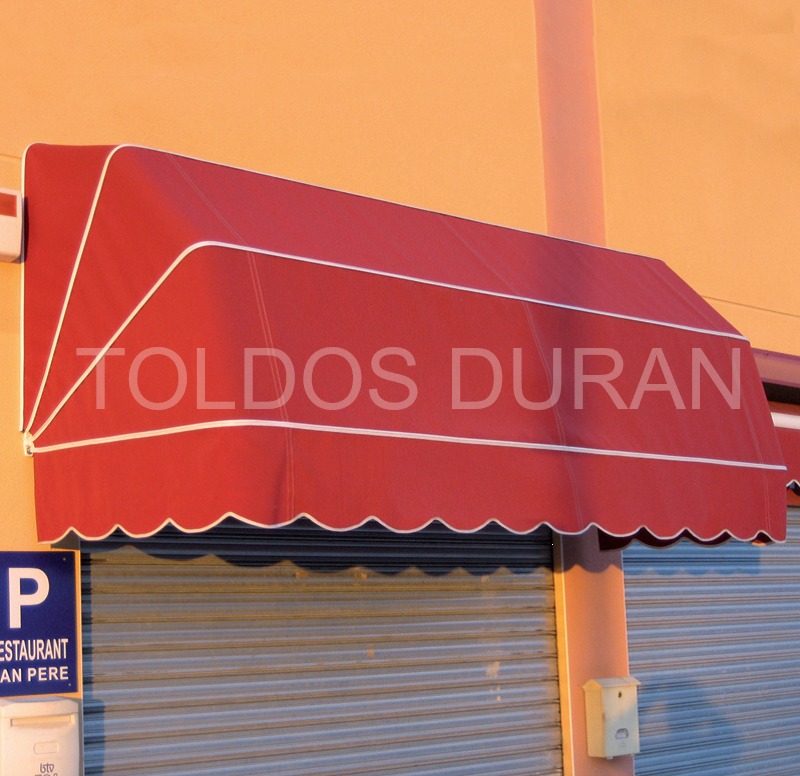 TOLDOS DURAN
P
ESTAURANT
AN PERE